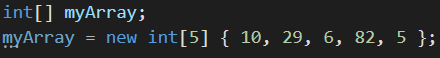 int[] myArray;
myArray = new int[5] { 10, 29, 6, 82, 5 };